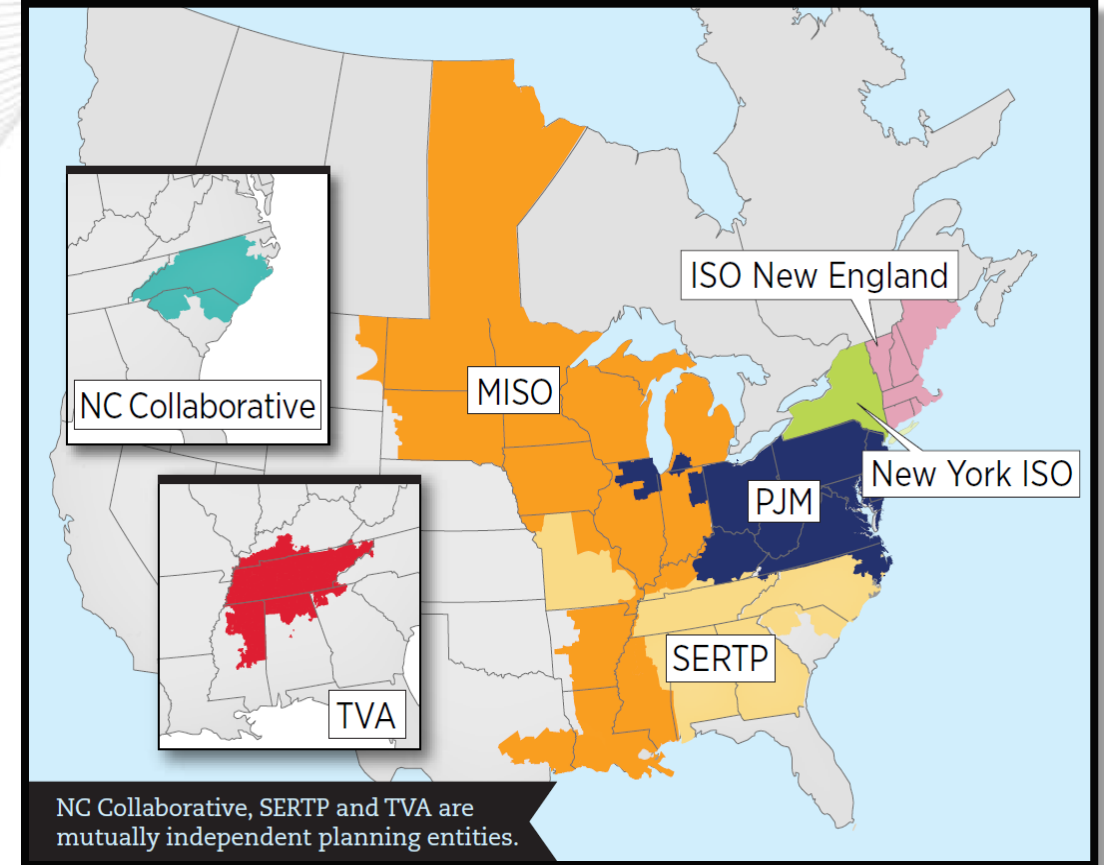 NC Collaborative
ISO New England
MISO
New York ISO
PJM
SERTP
TVA
NC Collaborative, SERTP and TVA are
mutually independent planning entities.